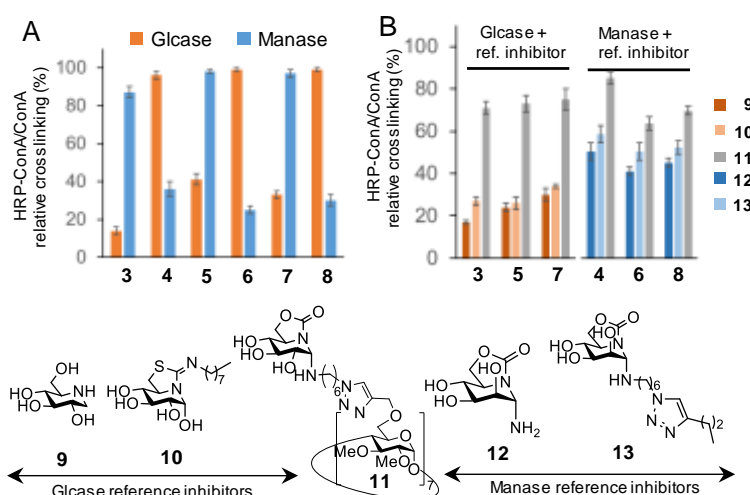 A
Glcase Manase
HRP-ConA/ConA
relative crosslinking (%)
100
80
60
40
20
0
3 4 5 6 7 8
B
Glcase + Manase +
ref. inhibitor ref. inhibitor
HRP-ConA/ConA
relative crosslinking (%)
100
80
60
40
20
0
3 5 7 4 6 8
9
10
11
12
13
HO
HO
HO
HO
NH
9
S
N
N
HO
HO
HO
OH
( )7
10
O
O
N
HO
HO
HO
HN
( )6
N
N
N
O
O
MeO
MeO
O
O
7
11
O
O
N
OH
HO
HO
NH2
12
O
O
HO
N
HO
HO
HN
( )6
N
N
N
( )2
13
Glcase reference inhibitors
Manase reference inhibitors